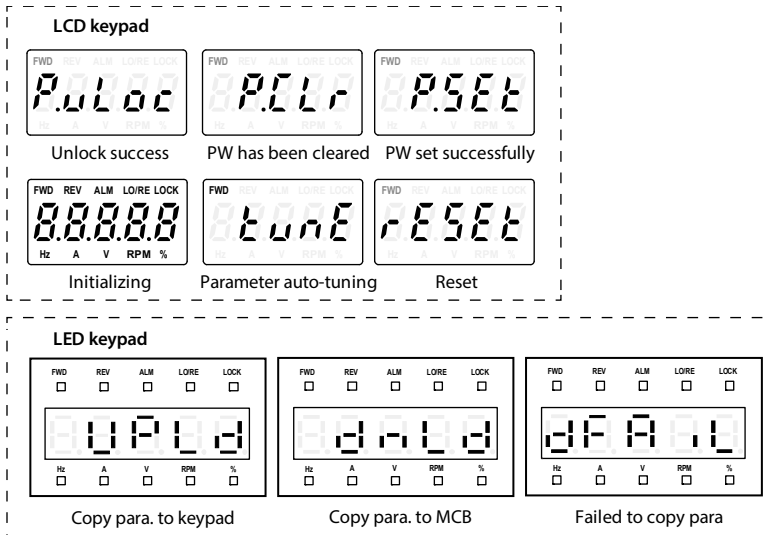 LCD keypad
FWD REV ALM LO/RE LOCK FWD REV ALM LO/RE LOCK FWD REV ALM LO/RE LOCK
P.uLoc P.CLr P.SEt
Hz A V RPM % Hz A V RPM % Hz A V RPM %
Unlock success PW has been cleared PW set successfully
FWD REV ALM LO/RE LOCK FWD REV ALM LO/RE LOCK FWD REV ALM LO/RE LOCK
8.8.8.8.8 tunE rESEt
Hz A V RPM % Hz A V RPM % Hz A V RPM %
Initializing Parameter auto-tuning Reset
LED keypad
FWD REV ALM LO/RE LOCK FWD REV ALM LO/RE LOCK FWD REV ALM LO/RE LOCK
UPLd dnLd dFAiL
Hz A V RPM % Hz A V RPM % Hz A V RPM %
Copy para. to keypad Copy para. to MCB Failed to copy para